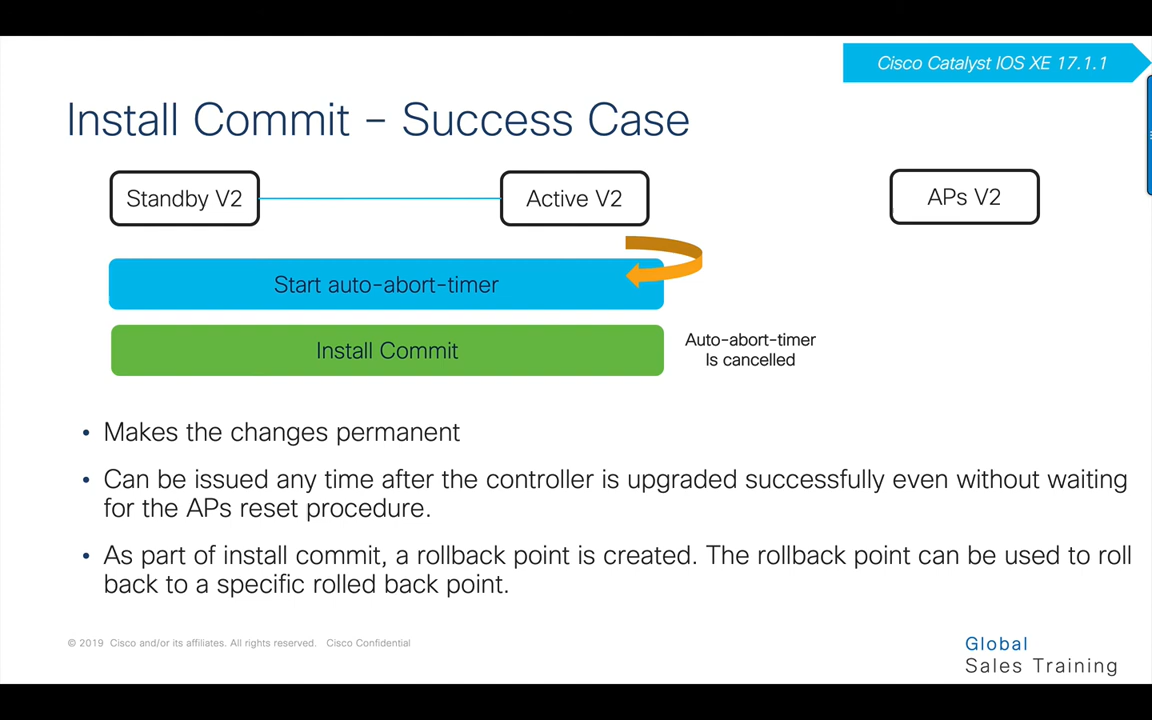 Cisco Catalyst IOS XE 17.1.1
Install Commit – Success Case
Standby V2
Active V2
APs V2
Start auto-abort-timer
Install Commit
Auto-abort-timer
Is cancelled
• Makes the changes permanent
• Can be issued any time after the controller is upgraded successfully even without waiting
for the APs reset procedure.
• As part of install commit, a rollback point is created. The rollback point can be used to roll
back to a specific rolled back point.
© 2019 Cisco and/or its affiliates. All rights reserved. Cisco Confidential
Global
Sales Training